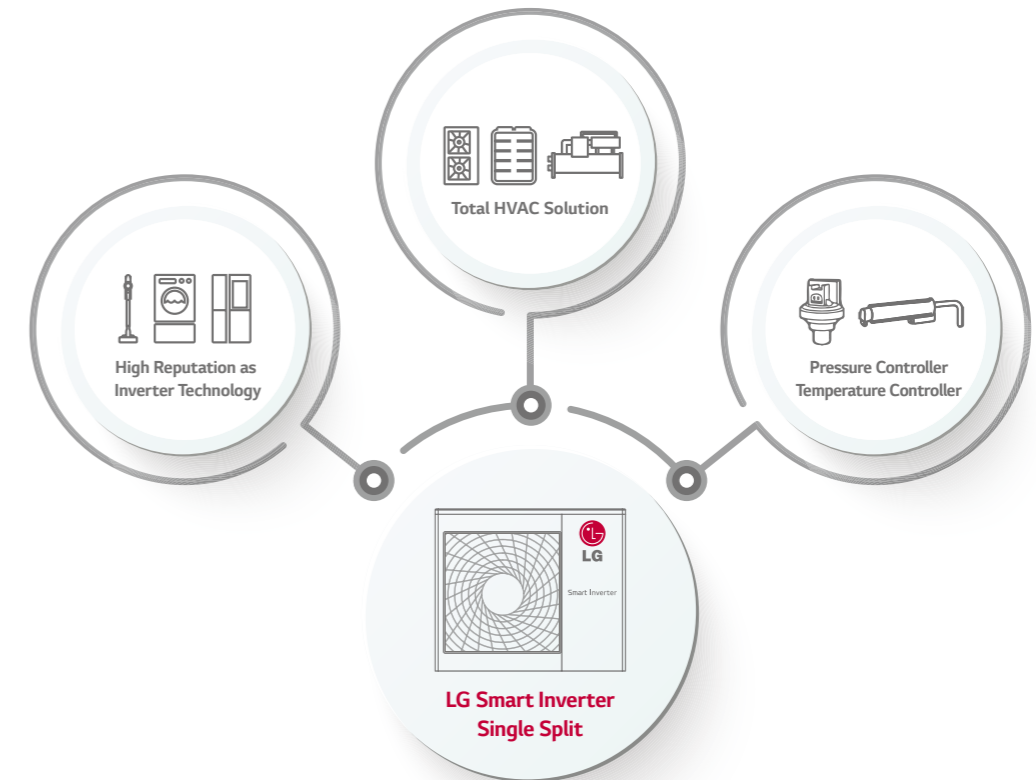 Total HVAC Solution
High Reputation as
Inverter Technology
Pressure Controller
Temperature Controller
LG
Smart Inverter
LG Smart Inverter
Single Split